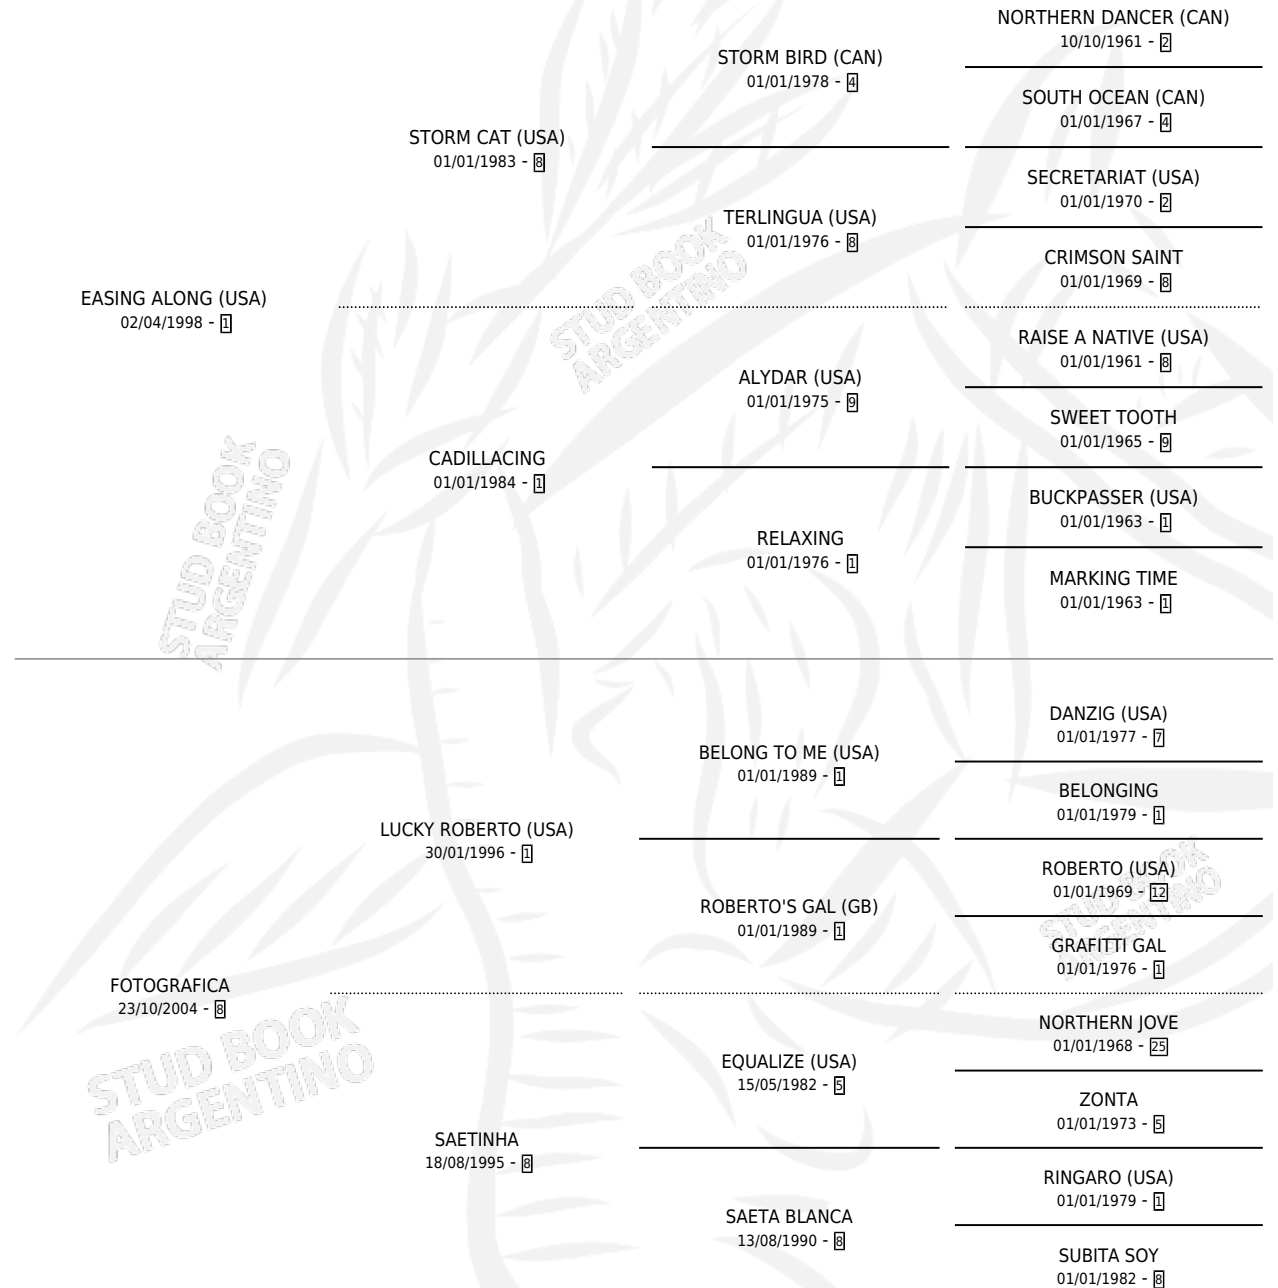 NORTHERN DANCER (CAN)
10/10/1961 - 2
STORM BIRD (CAN)
01/01/1978 - 4
SOUTH OCEAN (CAN)
01/01/1967 - 4
STORM CAT (USA)
01/01/1983 - 8
SECRETARIAT (USA)
01/01/1970 - 2
TERLINGUA (USA)
01/01/1976 - 8
CRIMSON SAINT
01/01/1969 - 8
EASING ALONG (USA)
02/04/1998 - 1
RAISE A NATIVE (USA)
01/01/1961 - 8
ALYDAR (USA)
01/01/1975 - 9
SWEET TOOTH
01/01/1965 - 9
CADILLACING
01/01/1984 - 1
BUCKPASSER (USA)
01/01/1963 - 1
RELAXING
01/01/1976 - 1
MARKING TIME
01/01/1963 - 1
DANZIG (USA)
01/01/1977 - 7
BELONG TO ME (USA)
01/01/1989 - 1
BELONGING
01/01/1979 - 1
LUCKY ROBERTO (USA)
30/01/1996 - 1
ROBERTO (USA)
01/01/1969 - 12
ROBERTO'S GAL (GB)
01/01/1989 - 1
GRAFITTI GAL
01/01/1976 - 1
FOTOGRAFICA
23/10/2004 - 8
NORTHERN JOVE
01/01/1968 - 25
EQUALIZE (USA)
15/05/1982 - 5
ZONTA
01/01/1973 - 5
SAETINHA
18/08/1995 - 8
RINGARO (USA)
01/01/1979 - 1
SAETA BLANCA
13/08/1990 - 8
SUBITA SOY
01/01/1982 - 8
STUD BOOK
ARGENTINO
STUD BOOK
ARGENTINO
STUD BOOK
ARGENTINO
STUD BOOK
ARGENTINO